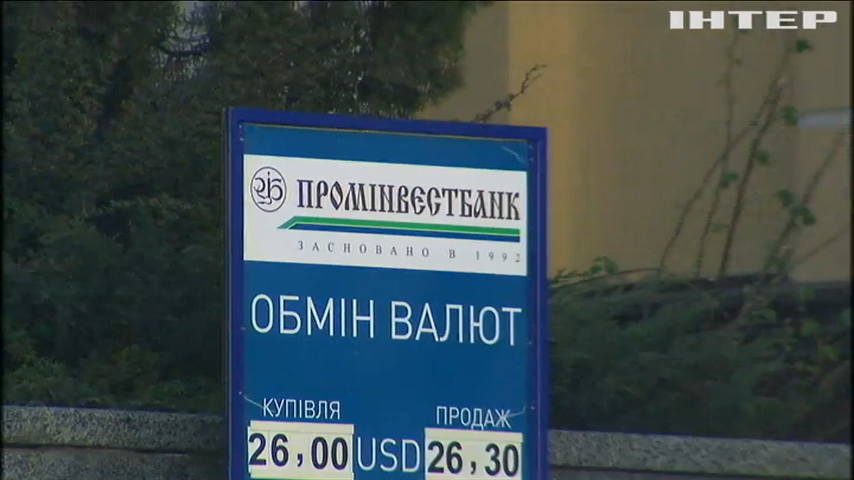 ІНТЕР
ПРОМІНВЕСТБАНК
ЗАСНОВАНО В 1992
ОБМІН ВАЛЮТ
КУПІВЛЯ ПРОДАЖ
26,00 USD 26,30